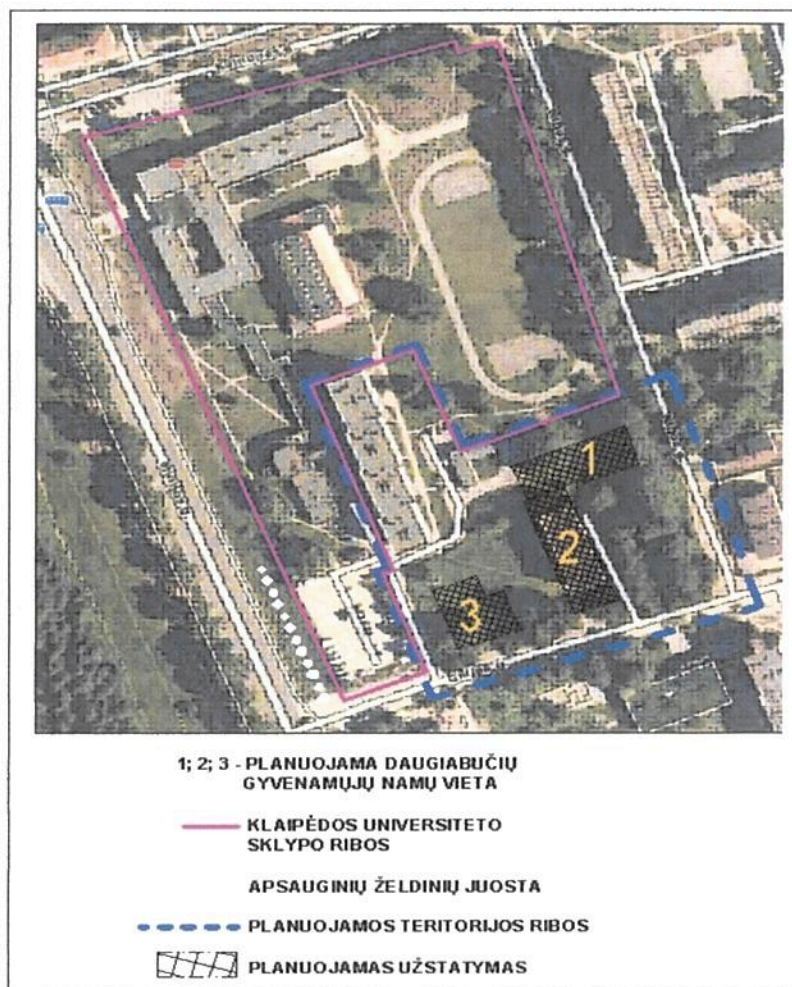 1
2
3
1; 2; 3 - PLANUOJAMA DAUGIABUČIŲ
GYVENAMŲJŲ NAMŲ VIETA
KLAIPĖDOS UNIVERSITETO
SKLYPO RIBOS
APSAUGINIŲ ŽELDINIŲ JUOSTA
PLANUOJAMOS TERITORIJOS RIBOS
PLANUOJAMAS UŽSTATYMAS